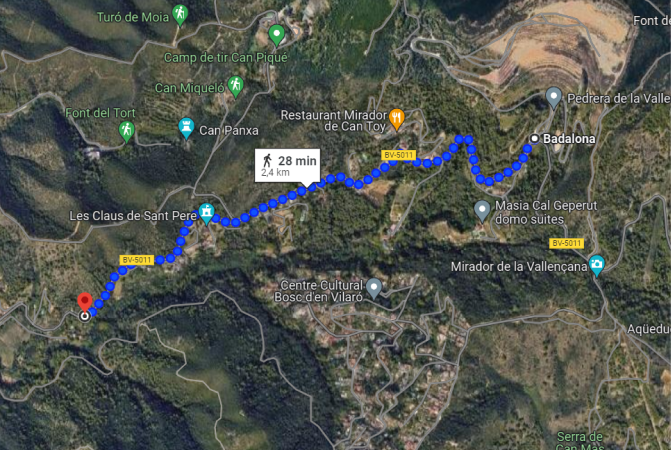 Turó de Moia
Font de
Camp de tir Can Piqué
Can Miqueló
Pedrera de la Valle
Font del Tort
Restaurant Mirador
de Can Toy
Can Panxa
Badalona
28 min
2,4 km
BV-5011
Masia Cal Geperut
domo suites
Les Claus de Sant Pere
BV-5011
BV-5011
Mirador de la Vallençana
Centre Cultural
Bosc d'en Vilaró
Aqüedu
Serra de
Can Mas